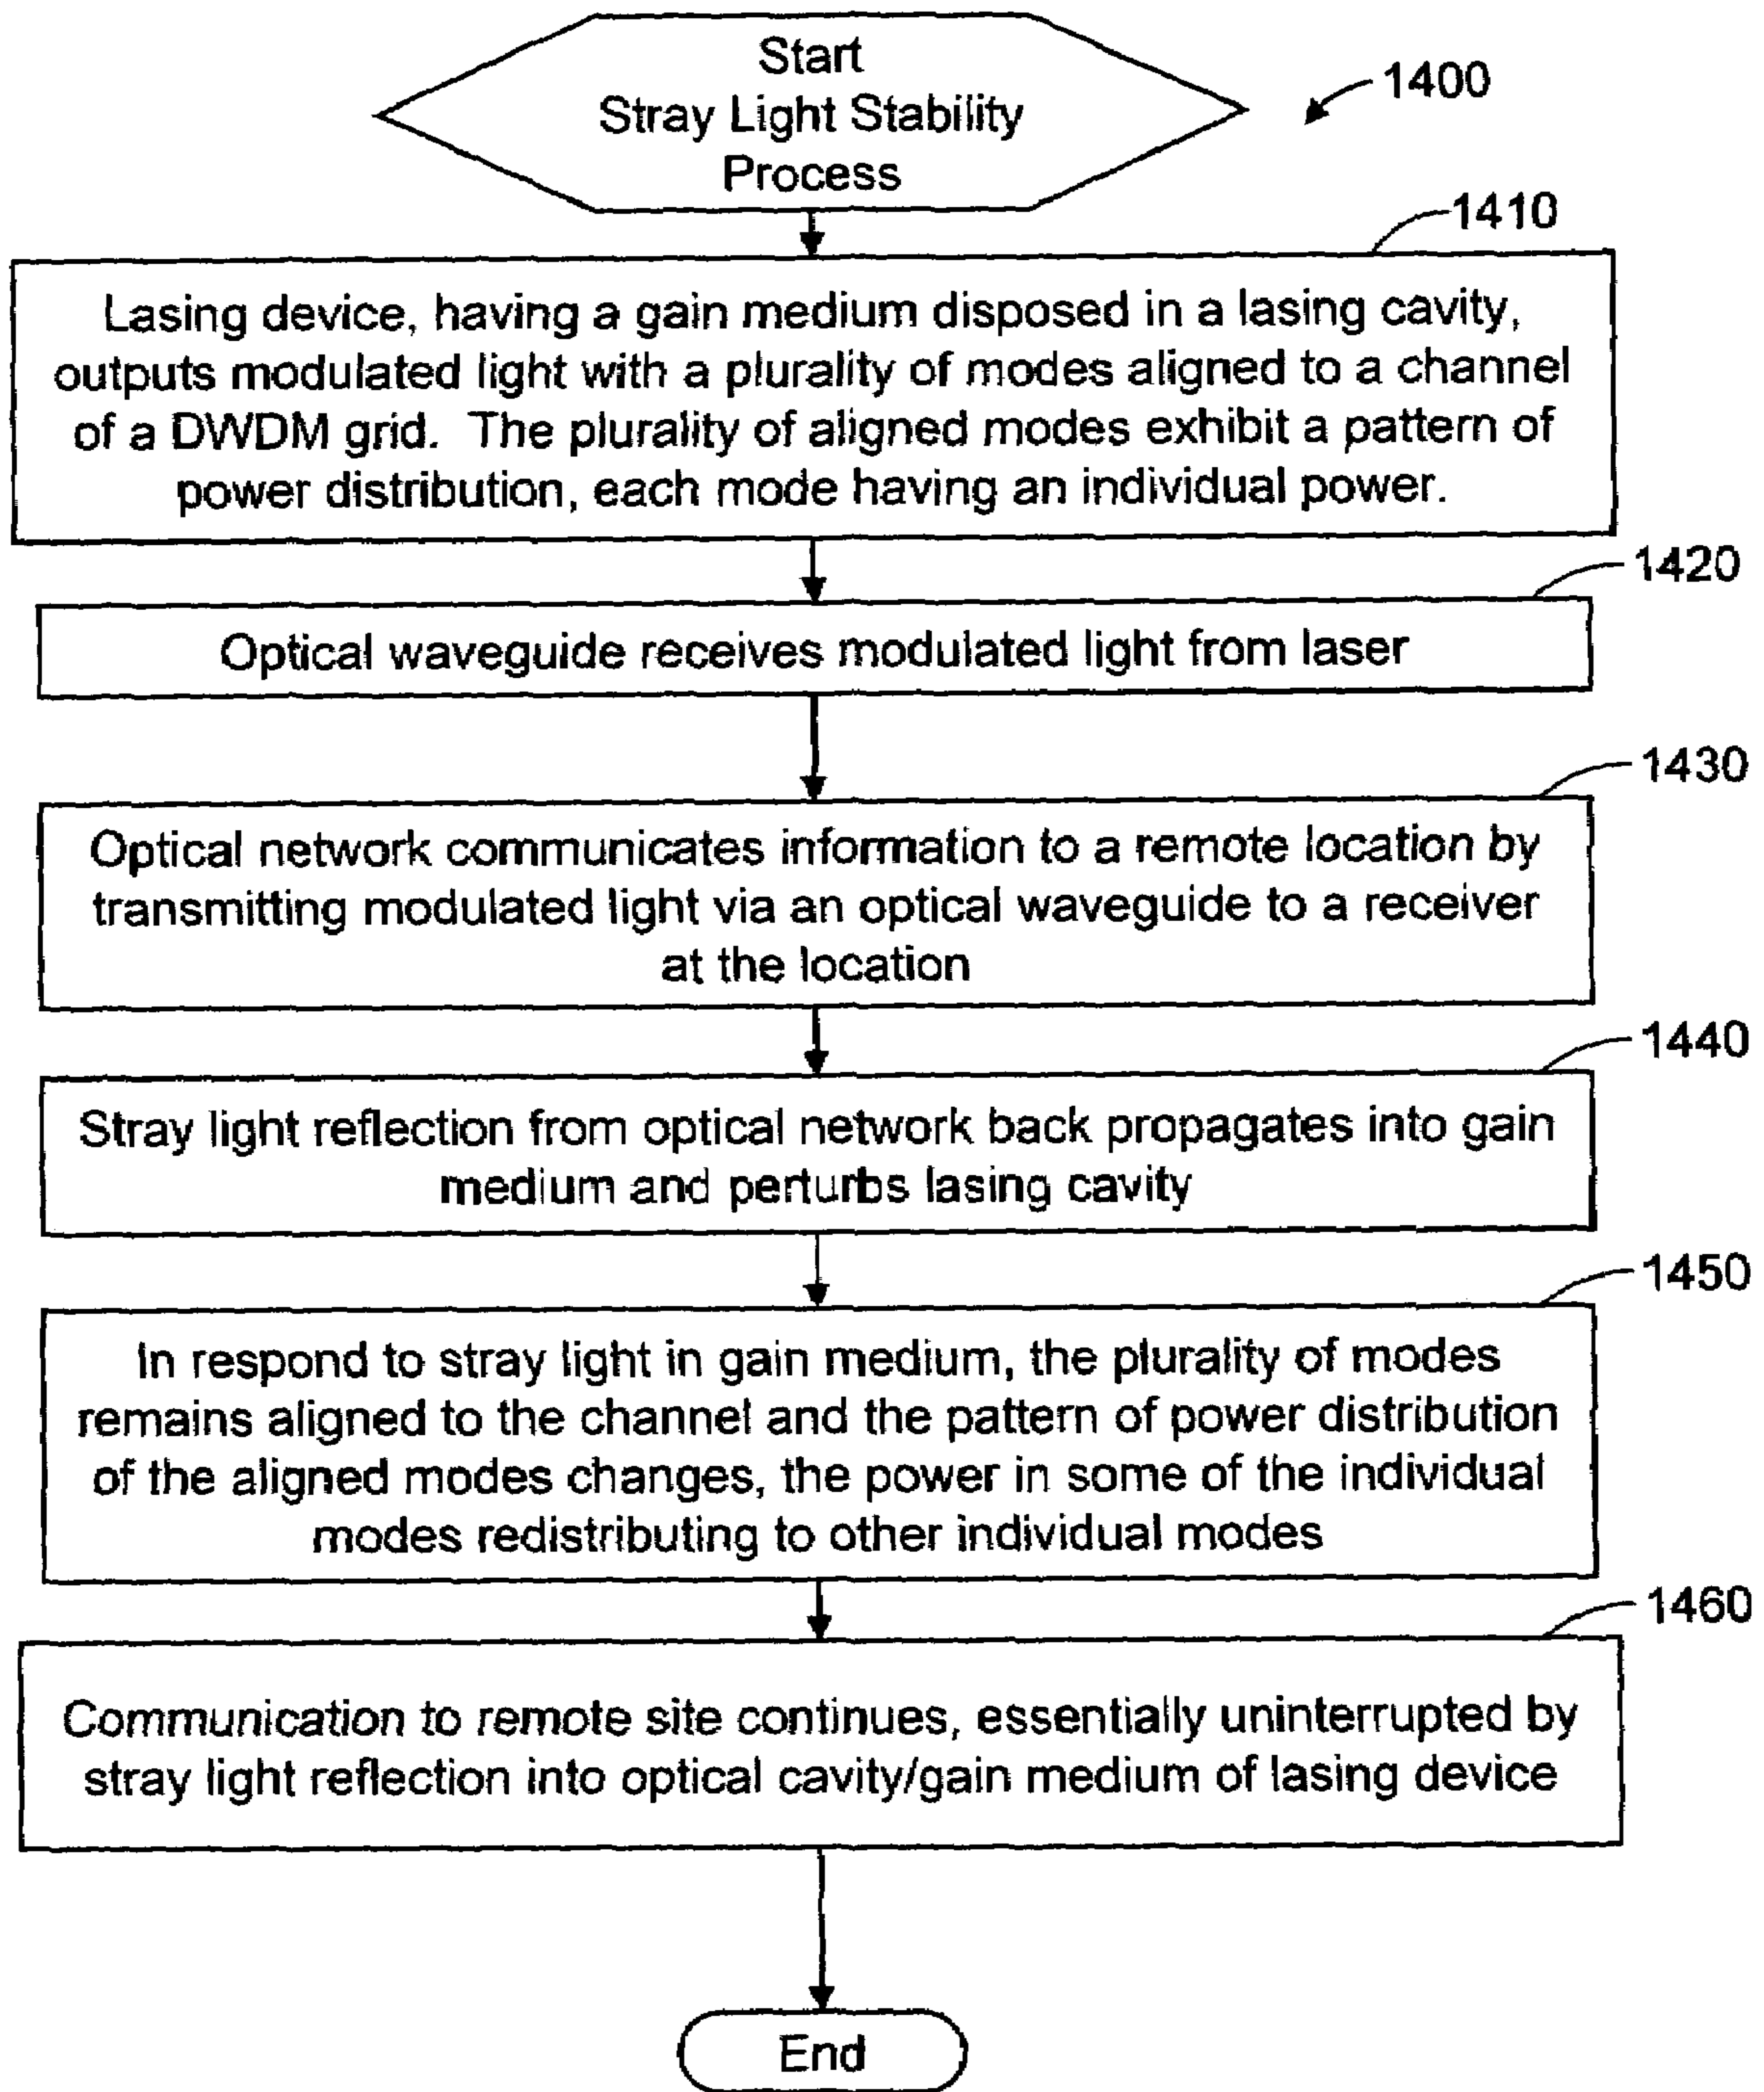 Start
Stray Light Stability
Process
1400
1410
Lasing device, having a gain medium disposed in a lasing cavity,
outputs modulated light with a plurality of modes aligned to a channel
of a DWDM grid.  The plurality of aligned modes exhibit a pattern of
power distribution, each mode having an individual power.
1420
Optical waveguide receives modulated light from laser
1430
Optical network communicates information to a remote location by
transmitting modulated light via an optical waveguide to a receiver
at the location
1440
Stray light reflection from optical network back propagates into gain
medium and perturbs lasing cavity
1450
In respond to stray light in gain medium, the plurality of modes
remains aligned to the channel and the pattern of power distribution
of the aligned modes changes, the power in some of the individual
modes redistributing to other individual modes
1460
Communication to remote site continues, essentially uninterrupted by
stray light reflection into optical cavity/gain medium of lasing device
End